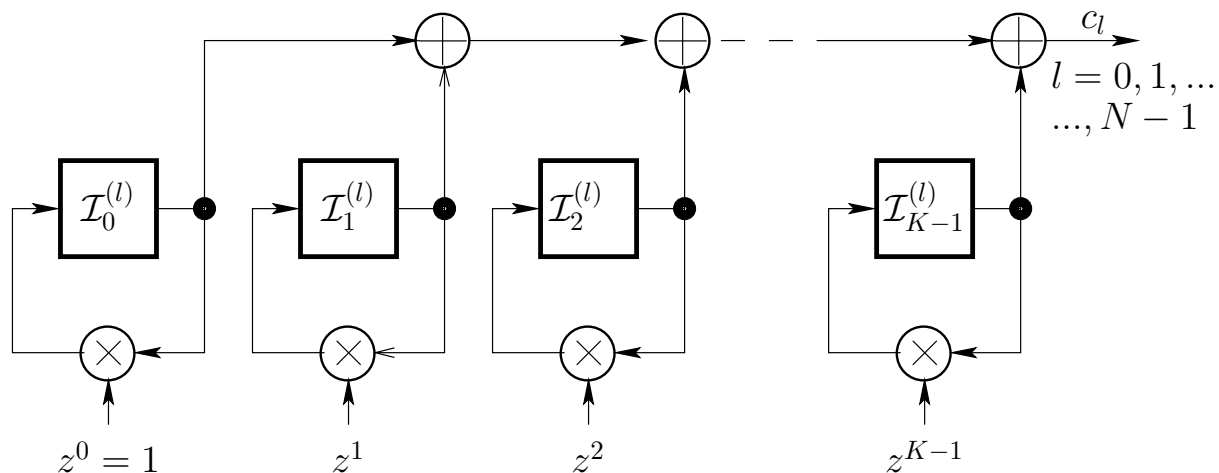 c_l
l = 0, 1, ...
..., N − 1
I_0^{(l)}
I_1^{(l)}
I_2^{(l)}
I_{K−1}^{(l)}
z^0 = 1
z^1
z^2
z^{K−1}